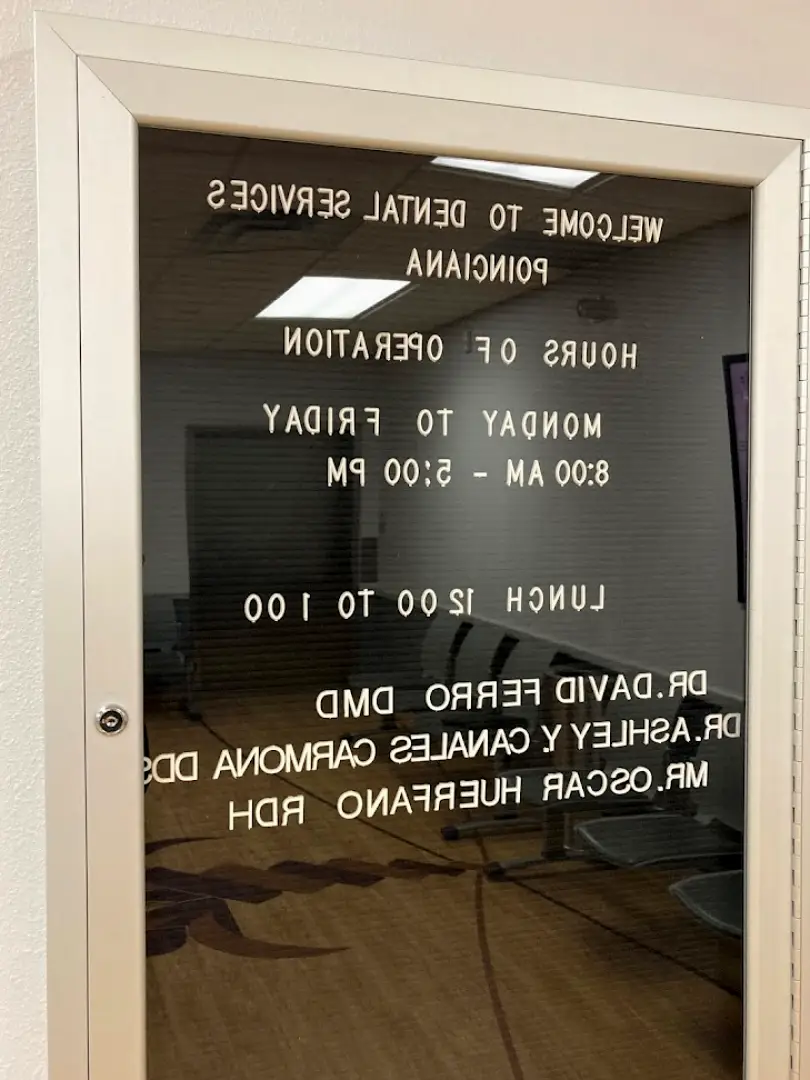 WELCOME TO DENTAL SERVICES
POINCIANA
HOURS OF OPERATION
MONDAY TO FRIDAY
8:00 AM - 5:00 PM
LUNCH 12 00 TO 1 00
DR. DAVID FERRO DMD
DR. ASHLEY Y. CANALES CARMONA DDS
MR. OSCAR HUERFANO RDH